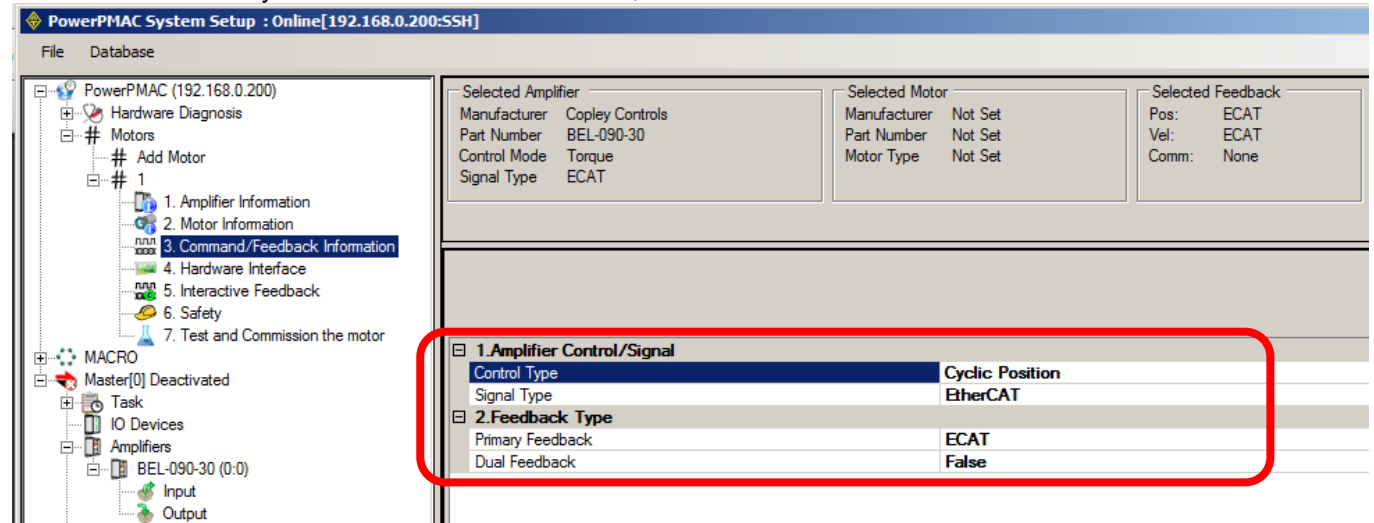 PowerPMAC System Setup : Online[192.168.0.200:SSH]
File Database
PowerPMAC (192.168.0.200)
Hardware Diagnosis
# Motors
# Add Motor
# 1
1. Amplifier Information
2. Motor Information
3. Command/Feedback Information
4. Hardware Interface
5. Interactive Feedback
6. Safety
7. Test and Commission the motor
MACRO
Master[0] Deactivated
Task
IO Devices
Amplifiers
BEL-090-30 (0:0)
Input
Output
Selected Amplifier
Manufacturer Copley Controls
Part Number BEL-090-30
Control Mode Torque
Signal Type ECAT
Selected Motor
Manufacturer Not Set
Part Number Not Set
Motor Type Not Set
Selected Feedback
Pos: ECAT
Vel: ECAT
Comm: None
1.Amplifier Control/Signal
Control Type Cyclic Position
Signal Type EtherCAT
2.Feedback Type
Primary Feedback ECAT
Dual Feedback False